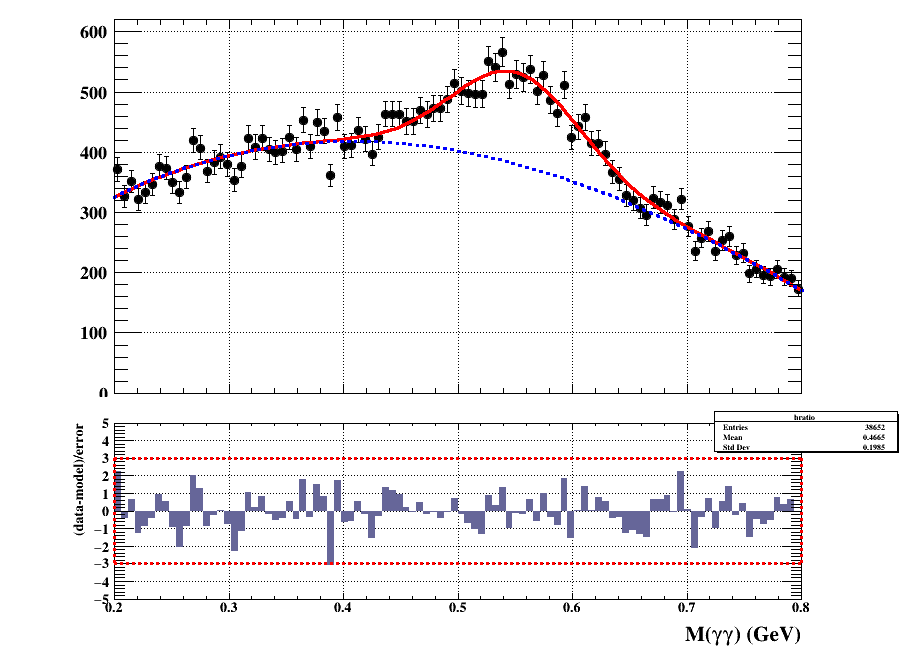 600
500
400
300
200
100
0
hratio
Entries 38652
Mean 0.4665
Std Dev 0.1985
(data-model)/error
5
4
3
2
1
0
−1
−2
−3
−4
−5
0.2 0.3 0.4 0.5 0.6 0.7 0.8
M(γγ) (GeV)